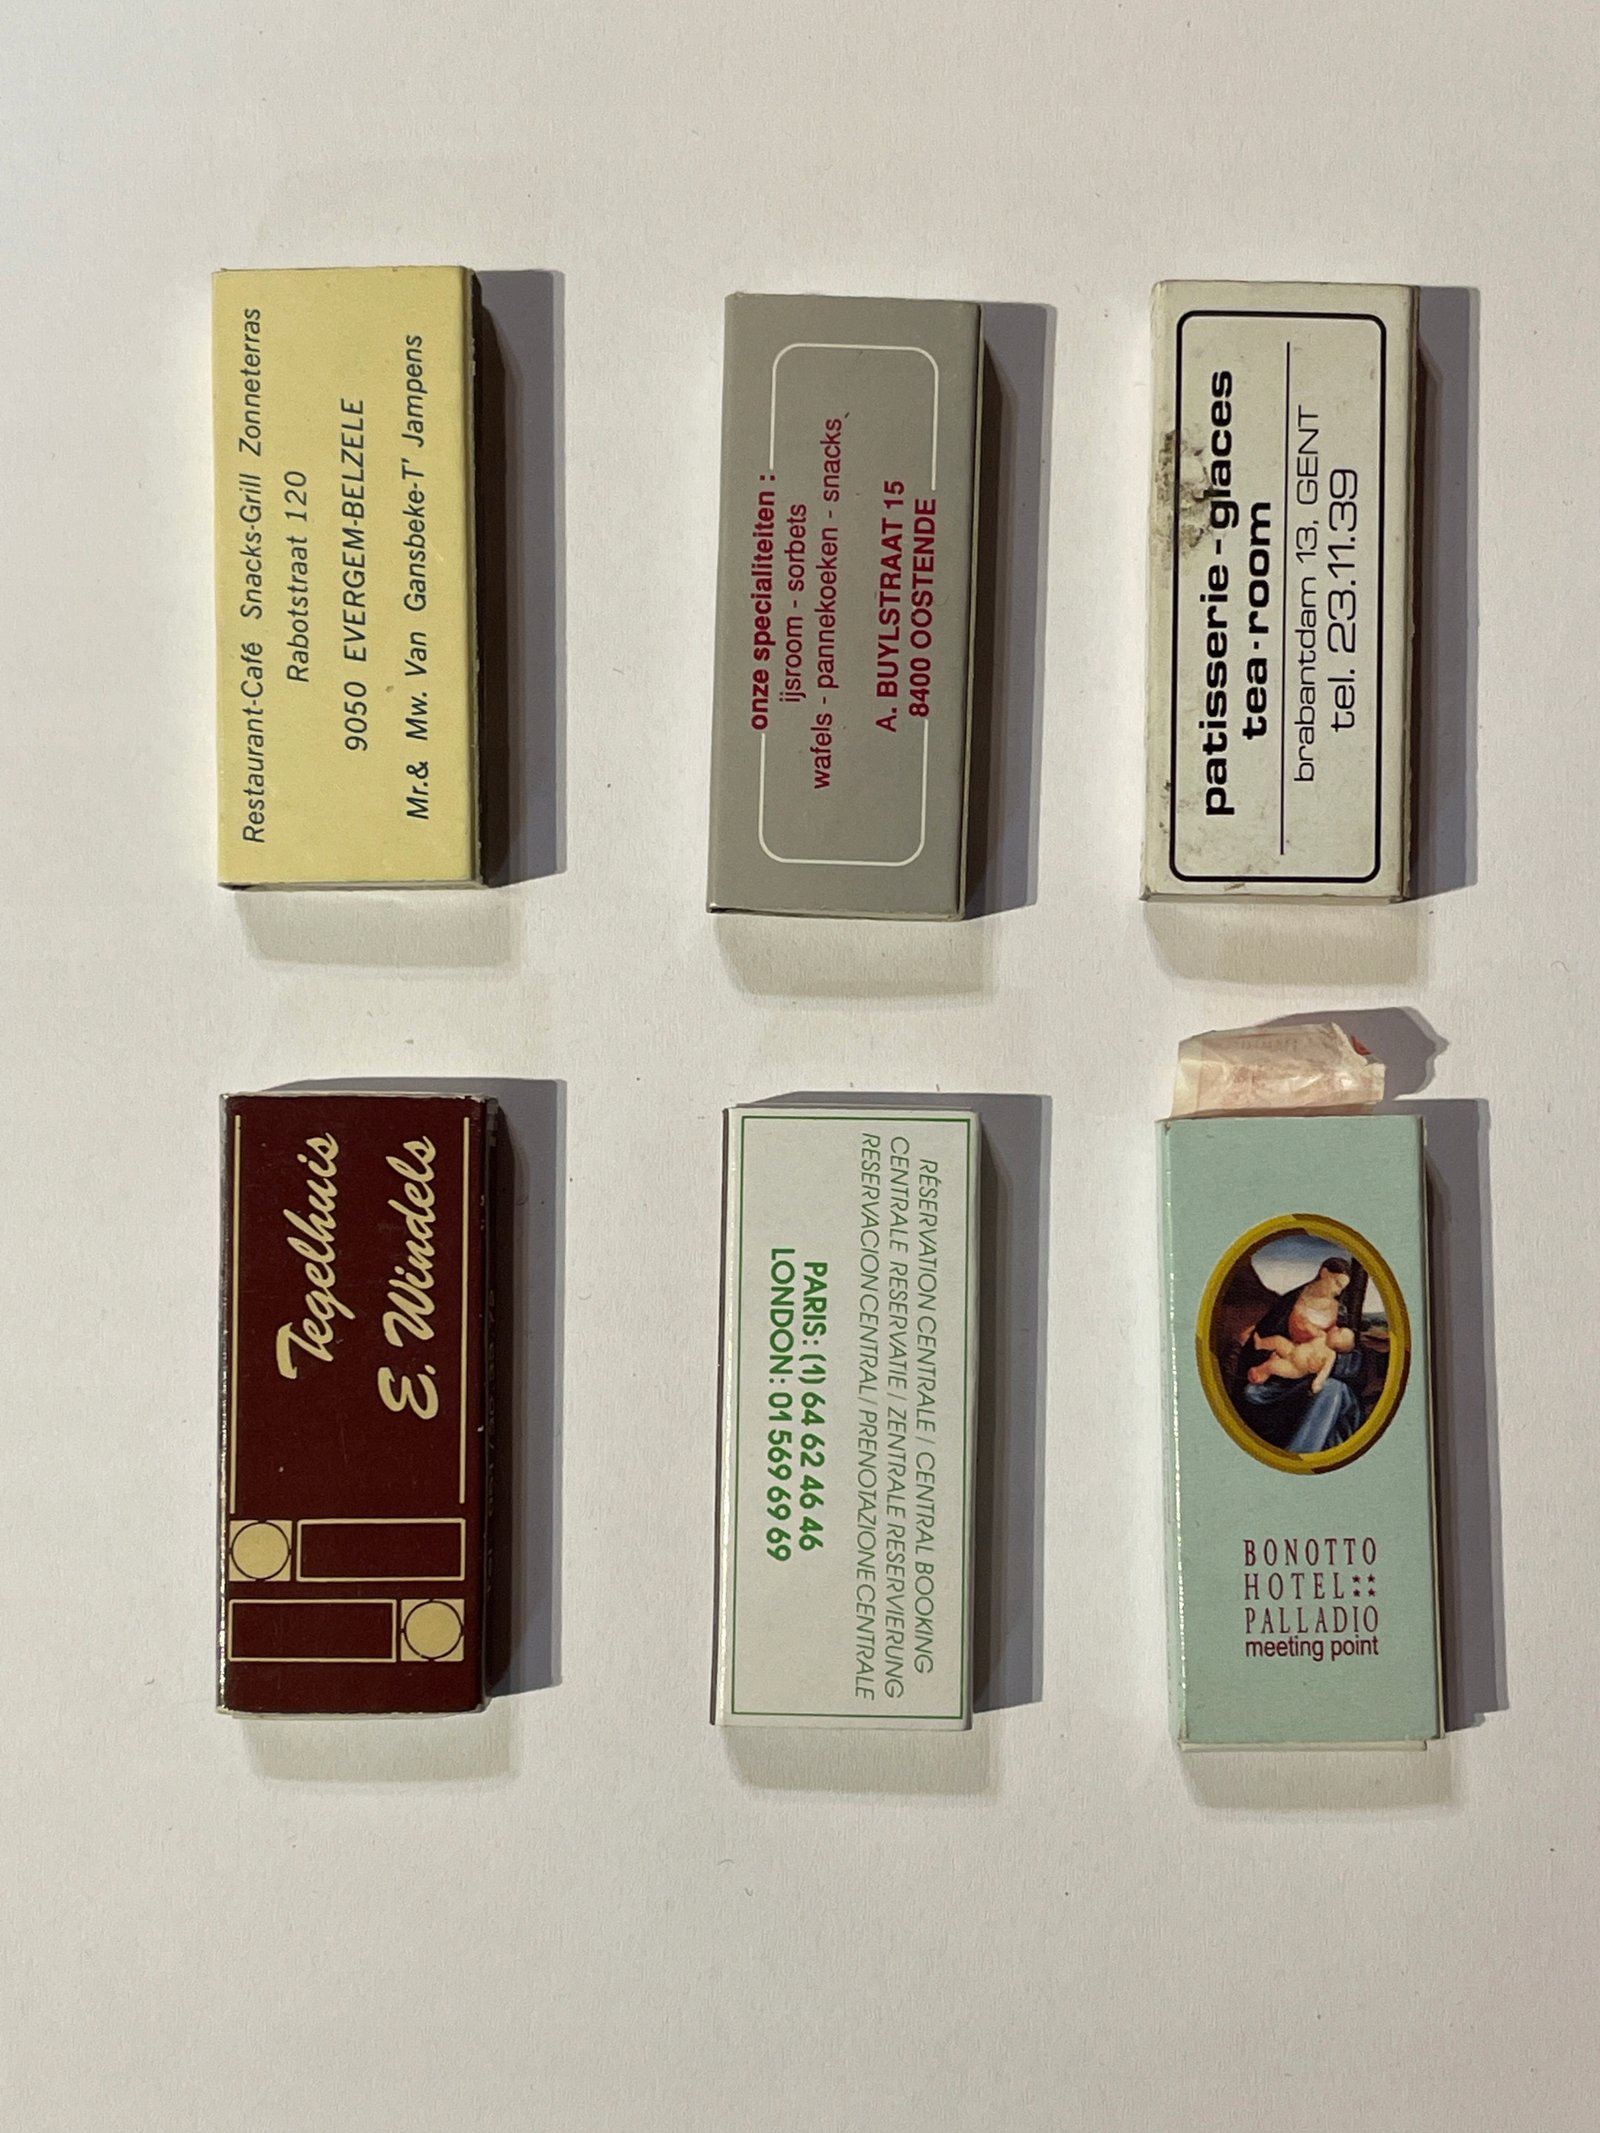 Restaurant-Café Snacks-Grill Zonneterras
Rabotstraat 120
9050 EVERGEM-BELZELE
Mr.& Mw. Van Gansbeke-T' Jampens
onze specialiteiten :
ijsroom - sorbets
wafels - pannekoeken - snacks
A. BUYLSTRAAT 15
8400 OOSTENDE
patisserie - glaces
tea-room
brabantdam 13, GENT
tel. 23.11.39
Tegelhuis
E. Windels
RÉSERVATION CENTRALE / CENTRAL BOOKING
CENTRALE RESERVATIE / ZENTRALE RESERVIERUNG
RESERVACION CENTRAL / PRENOTAZIONE CENTRALE
PARIS : (1) 64 62 46 46
LONDON : 01 569 69 69
BONOTTO
HOTEL
PALLADIO
meeting point